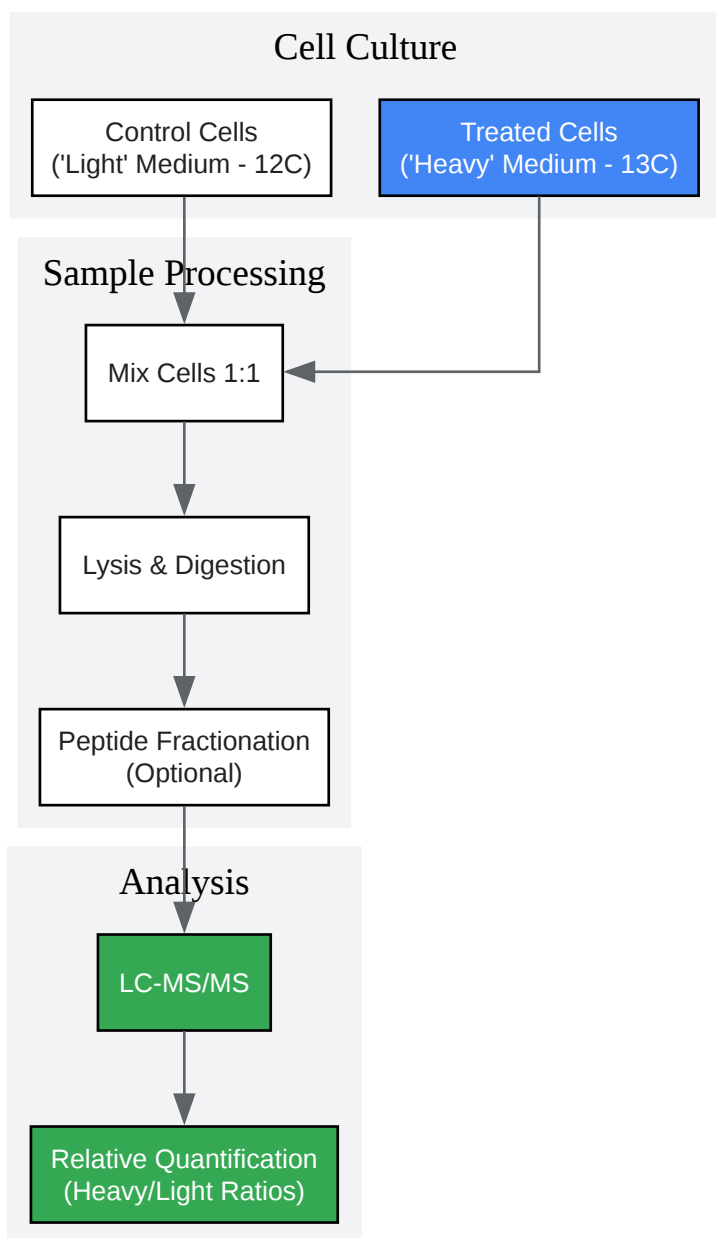 Cell Culture
Control Cells
('Light' Medium - 12C)
Treated Cells
('Heavy' Medium - 13C)
Sample Processing
Mix Cells 1:1
Lysis & Digestion
Peptide Fractionation
(Optional)
Analysis
LC-MS/MS
Relative Quantification
(Heavy/Light Ratios)